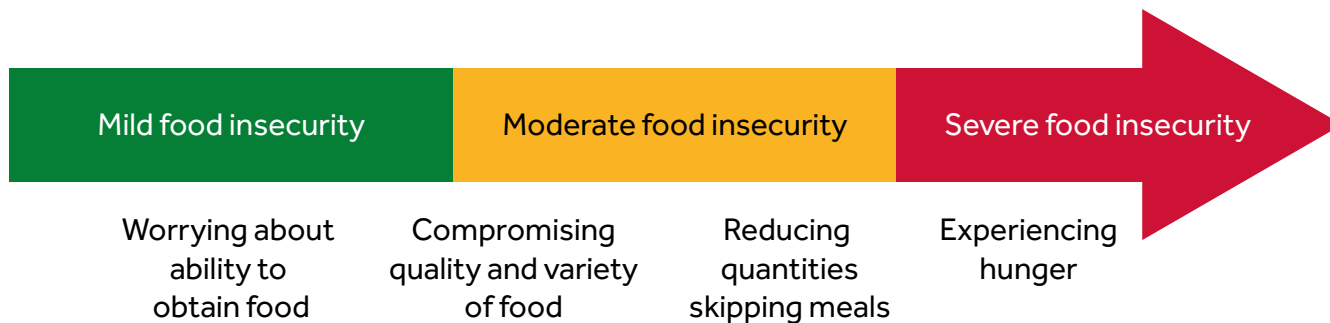 Mild food insecurity
Moderate food insecurity
Severe food insecurity
Worrying about
ability to
obtain food
Compromising
quality and variety
of food
Reducing
quantities
skipping meals
Experiencing
hunger